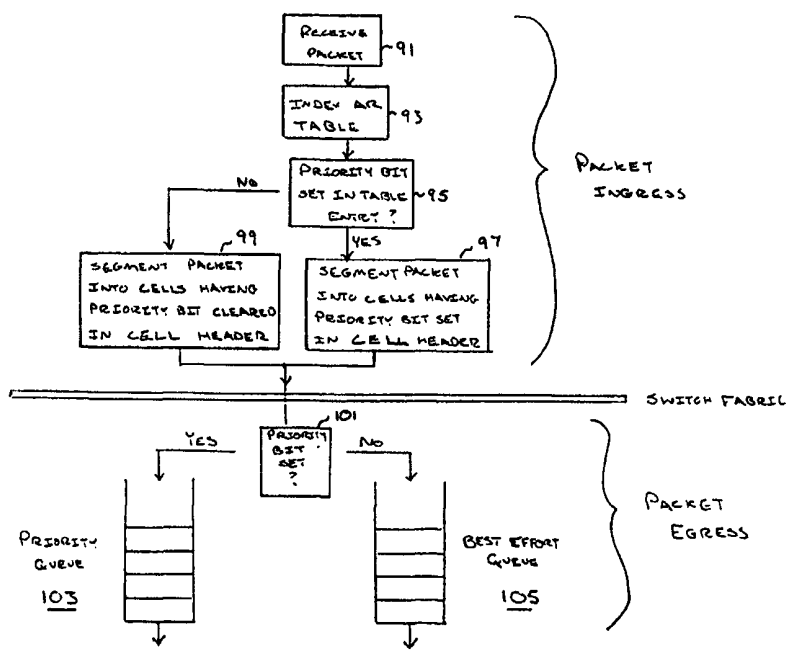 RECEIVE
PACKET
91
INDEX AR
TABLE
93
PRIORITY BIT
SET IN TABLE
ENTRY ?
95
NO
YES
99
SEGMENT PACKET
INTO CELLS HAVING
PRIORITY BIT CLEARED
IN CELL HEADER
97
SEGMENT PACKET
INTO CELLS HAVING
PRIORITY BIT SET
IN CELL HEADER
PACKET
INGRESS
SWITCH FABRIC
101
PRIORITY
BIT
SET
?
YES
NO
PRIORITY
QUEUE
103
BEST EFFORT
QUEUE
105
PACKET
EGRESS